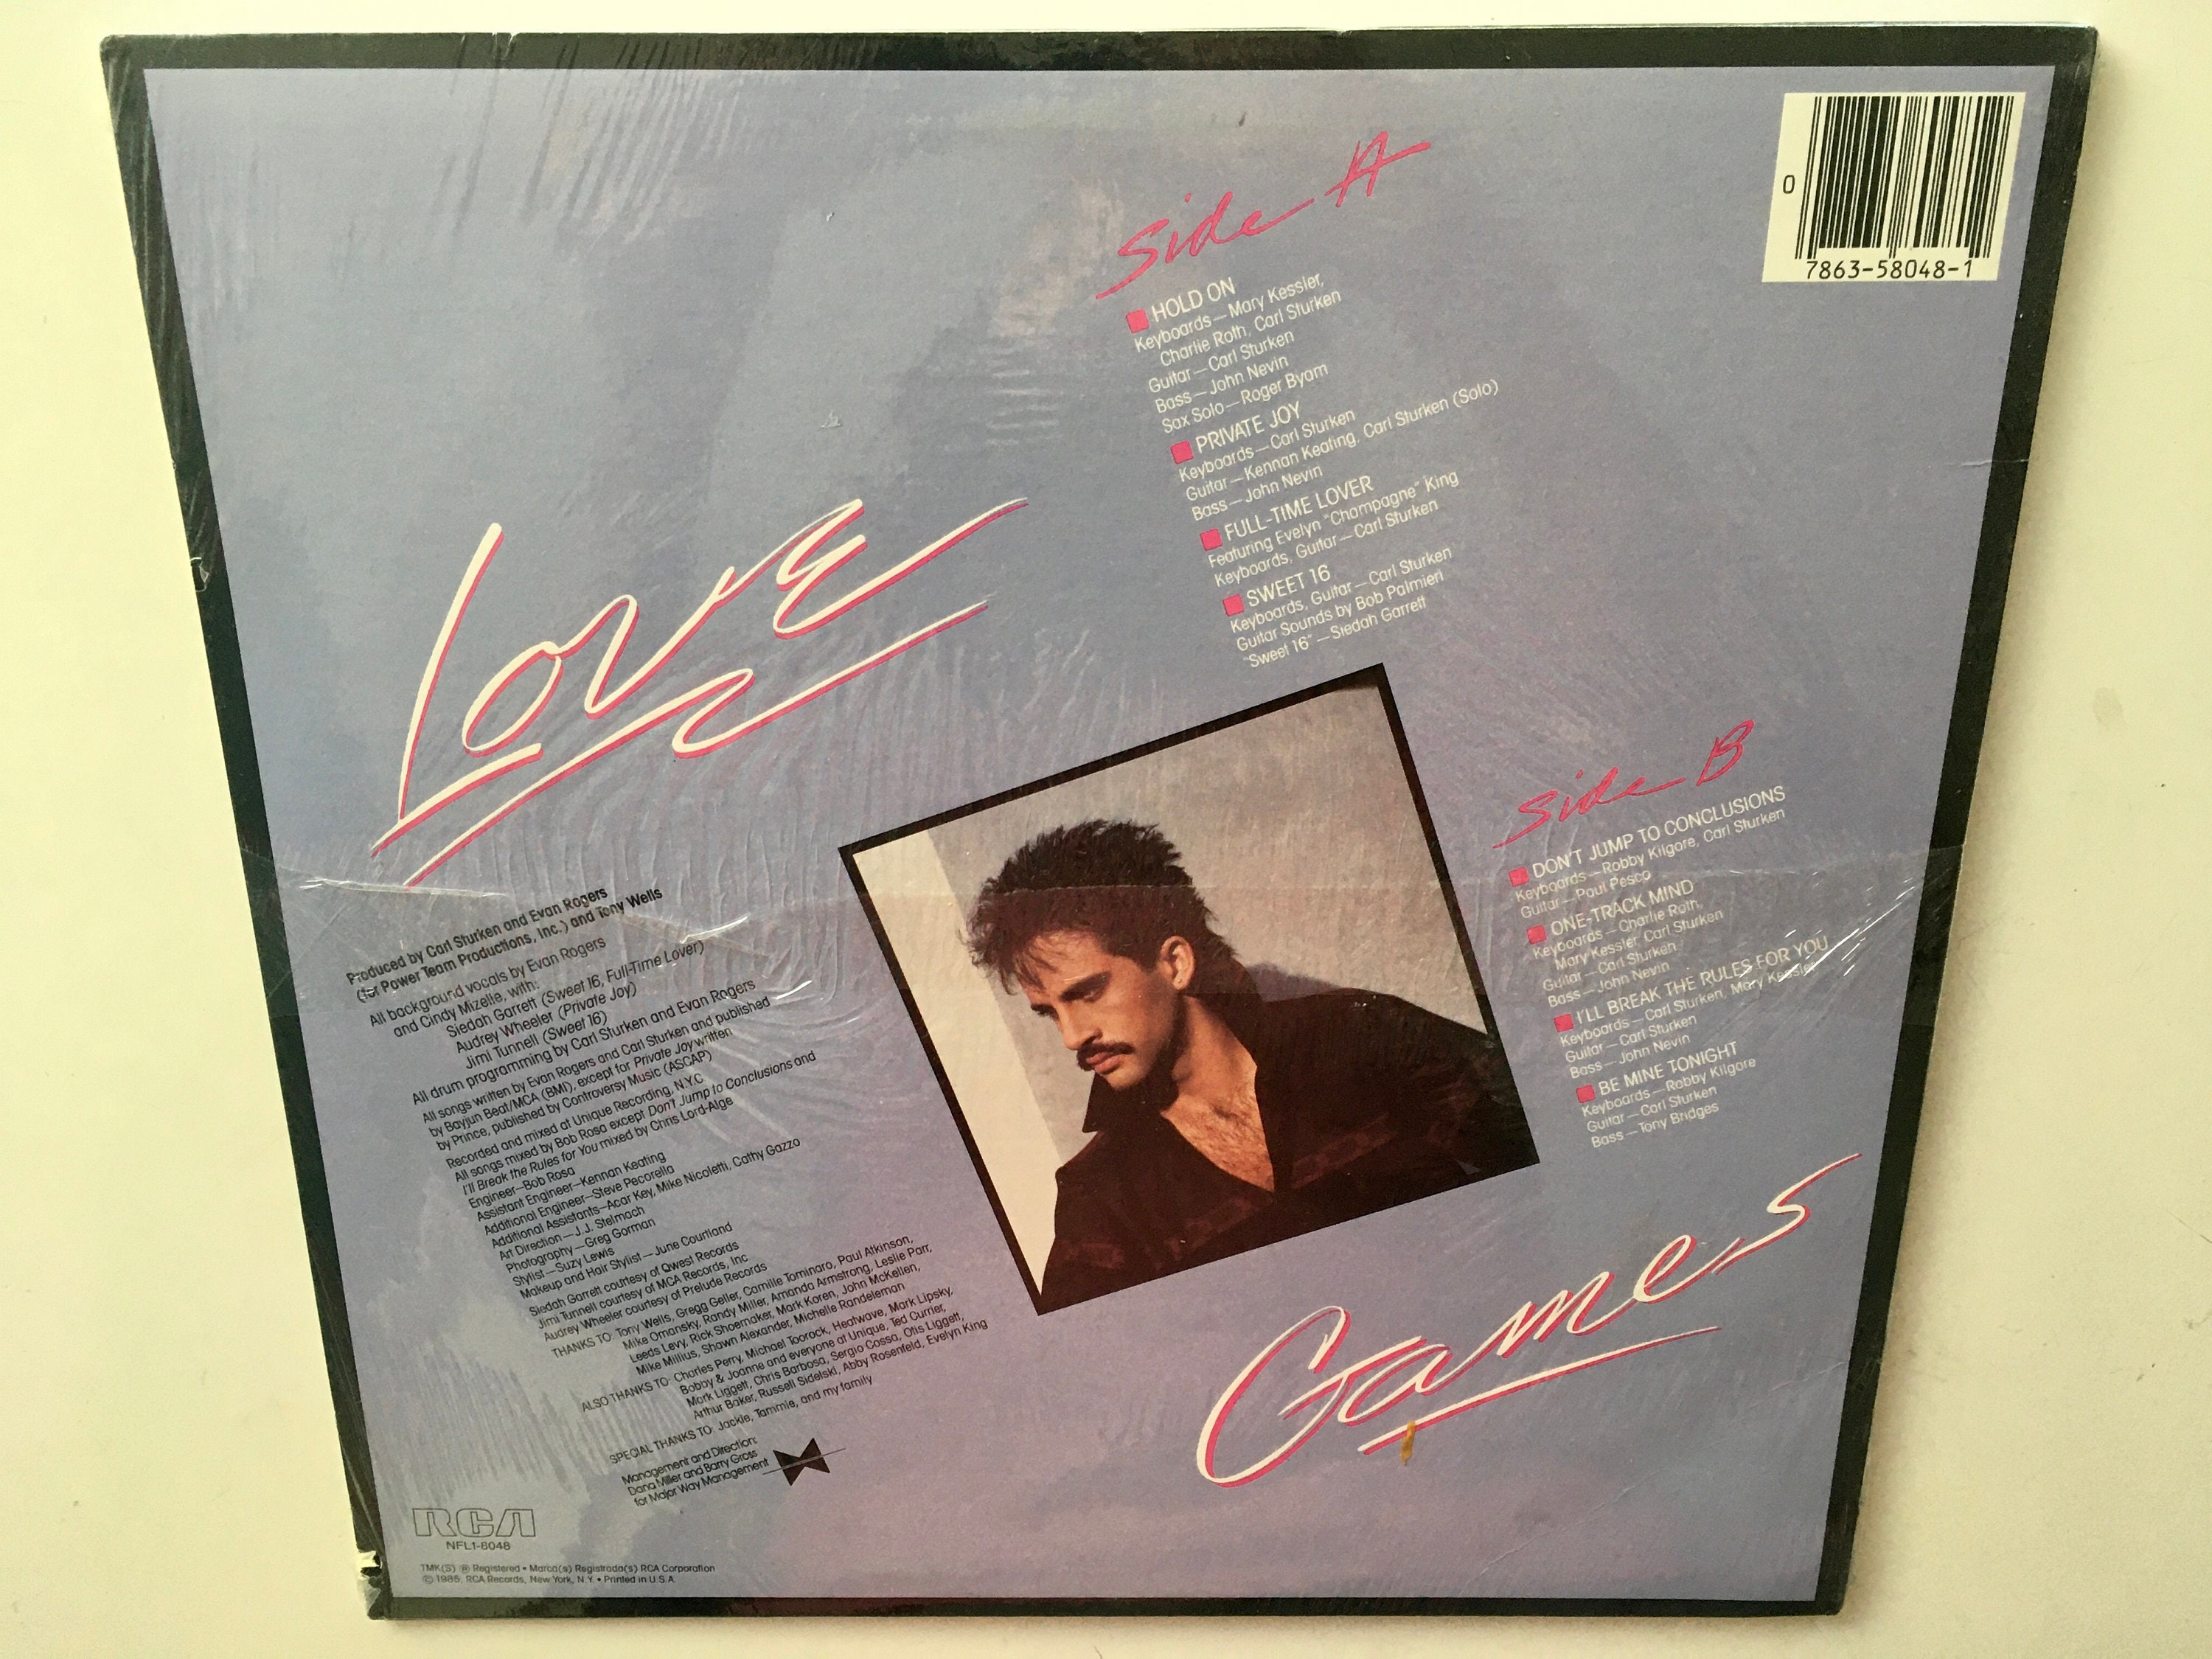 Side A
HOLD ON
Keyboards—Mary Kessler,
Charlie Roth, Carl Sturken
Guitar—Carl Sturken
Bass—John Nevin
Sax Solo—Roger Byam
PRIVATE JOY
Keyboards—Carl Sturken
Guitar—Kennan Keating, Carl Sturken (Solo)
Bass—John Nevin
FULL-TIME LOVER
Featuring Evelyn "Champagne" King
Keyboards, Guitar—Carl Sturken
SWEET 16
Keyboards, Guitar—Carl Sturken
Guitar Sounds by Bob Palmieri
"Sweet 16"—Siedah Garrett
0
7863-58048-1
Love
Side B
DON'T JUMP TO CONCLUSIONS
Keyboards—Robby Kilgore, Carl Sturken
Guitar—Paul Pesco
ONE-TRACK MIND
Keyboards—Charlie Roth,
Mary Kessler, Carl Sturken
Guitar—Carl Sturken
Bass—John Nevin
I'LL BREAK THE RULES FOR YOU
Keyboards—Carl Sturken, Mary Kessler
Guitar—Carl Sturken
Bass—John Nevin
BE MINE TONIGHT
Keyboards—Robby Kilgore
Guitar—Carl Sturken
Bass—Tony Bridges
Games
Produced by Carl Sturken and Evan Rogers
(for Power Team Productions, Inc.) and Tony Wells
All background vocals by Evan Rogers
and Cindy Mizelle, with:
Siedah Garrett (Sweet 16, Full-Time Lover)
Audrey Wheeler (Private Joy)
Jimi Tunnell (Sweet 16)
All drum programming by Carl Sturken and Evan Rogers
All songs written by Evan Rogers and Carl Sturken and published
by Bayjun Beat/MCA (BMI), except for Private Joy written
by Prince, published by Controversy Music (ASCAP)
Recorded and mixed at Unique Recording, N.Y.C.
All songs mixed by Bob Rosa except Don't Jump to Conclusions and
I'll Break the Rules for You mixed by Chris Lord-Alge
Engineer—Bob Rosa
Assistant Engineer—Kennan Keating
Additional Engineer—Steve Pecorella
Additional Assistants—Acar Key, Mike Nicoletti, Cathy Gazzo
Art Direction—J.J. Stelmach
Photography—Greg Gorman
Stylist—Suzy Lewis
Makeup and Hair Stylist—June Courtland
Siedah Garrett courtesy of Qwest Records
Jimi Tunnell courtesy of MCA Records, Inc.
Audrey Wheeler courtesy of Prelude Records
THANKS TO: Tony Wells, Gregg Geller, Camille Tominaro, Paul Atkinson,
Mike Omansky, Randy Miller, Amanda Armstrong, Leslie Parr,
Leeds Levy, Rick Shoemaker, Mark Koren, John McKellen,
Mike Millius, Shawn Alexander, Michelle Randeleman
ALSO THANKS TO: Charles Perry, Michael Toorock, Heatwave, Mark Lipsky,
Bobby & Joanne and everyone at Unique, Ted Currier,
Mark Liggett, Chris Barbosa, Sergio Cossa, Otis Liggett,
Arthur Baker, Russell Sidelski, Abby Rosenfeld, Evelyn King
SPECIAL THANKS TO: Jackie, Tammie, and my family
Management and Direction:
Dana Miller and Barry Gross
for Major Way Management
RCA
NFL1-8048
TMK(S) ® Registered • Marca(s) Registrada(s) RCA Corporation
© 1985, RCA Records, New York, N.Y. • Printed in U.S.A.